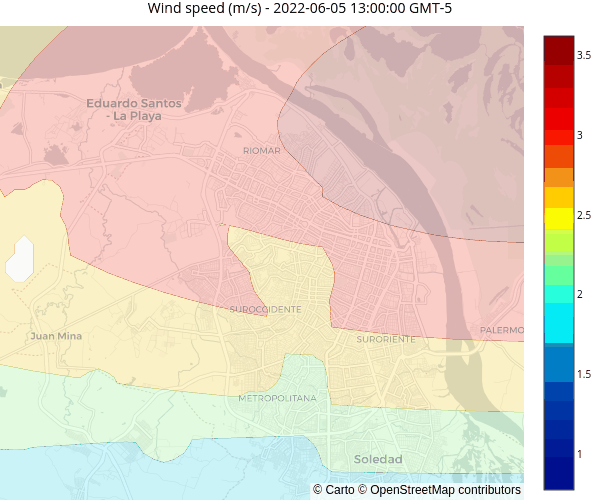 Wind speed (m/s) - 2022-06-05 13:00:00 GMT-5
3.5
Eduardo Santos
- La Playa
3
RIOMAR
2.5
2
SUROCCIDENTE
PALERMO
Juan Mina
SURORIENTE
1.5
METROPOLITANA
1
Soledad
© Carto © OpenStreetMap contributors